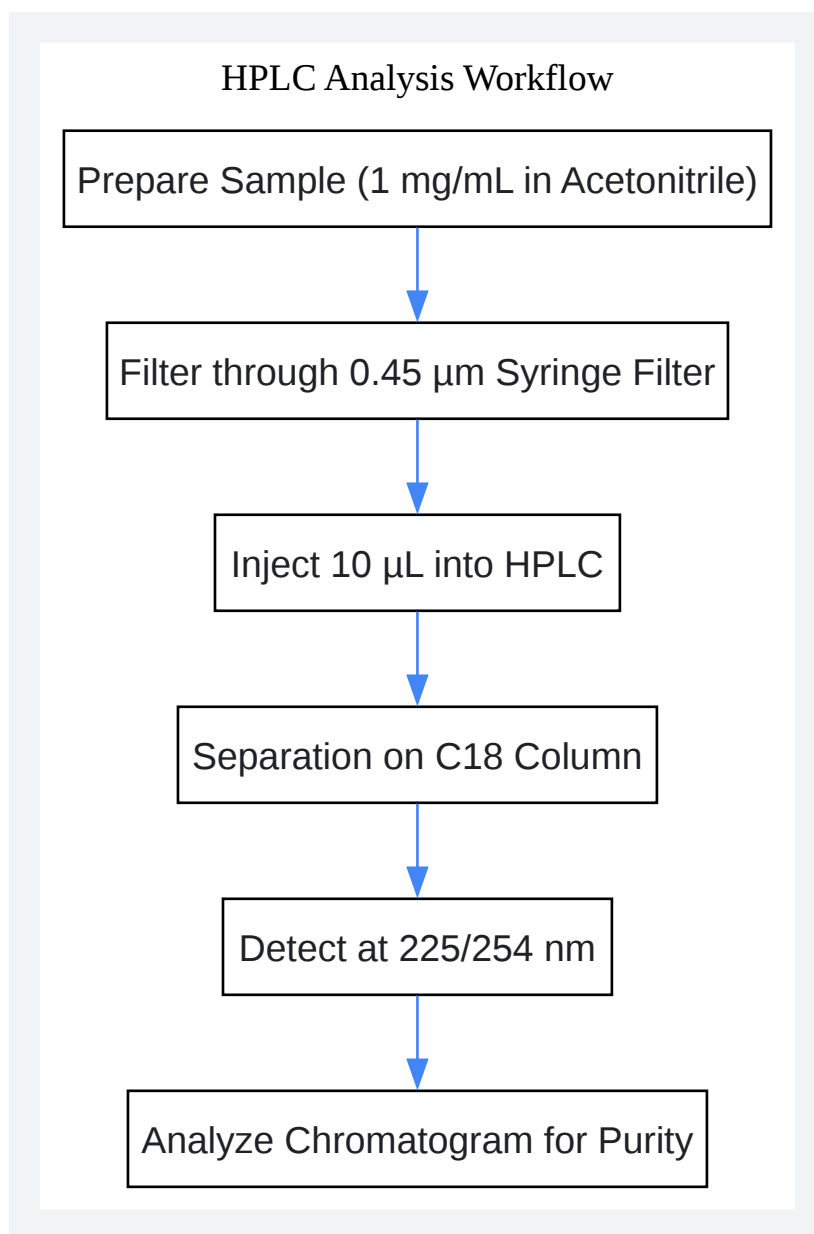 HPLC Analysis Workflow
Prepare Sample (1 mg/mL in Acetonitrile)
Filter through 0.45 µm Syringe Filter
Inject 10 µL into HPLC
Separation on C18 Column
Detect at 225/254 nm
Analyze Chromatogram for Purity